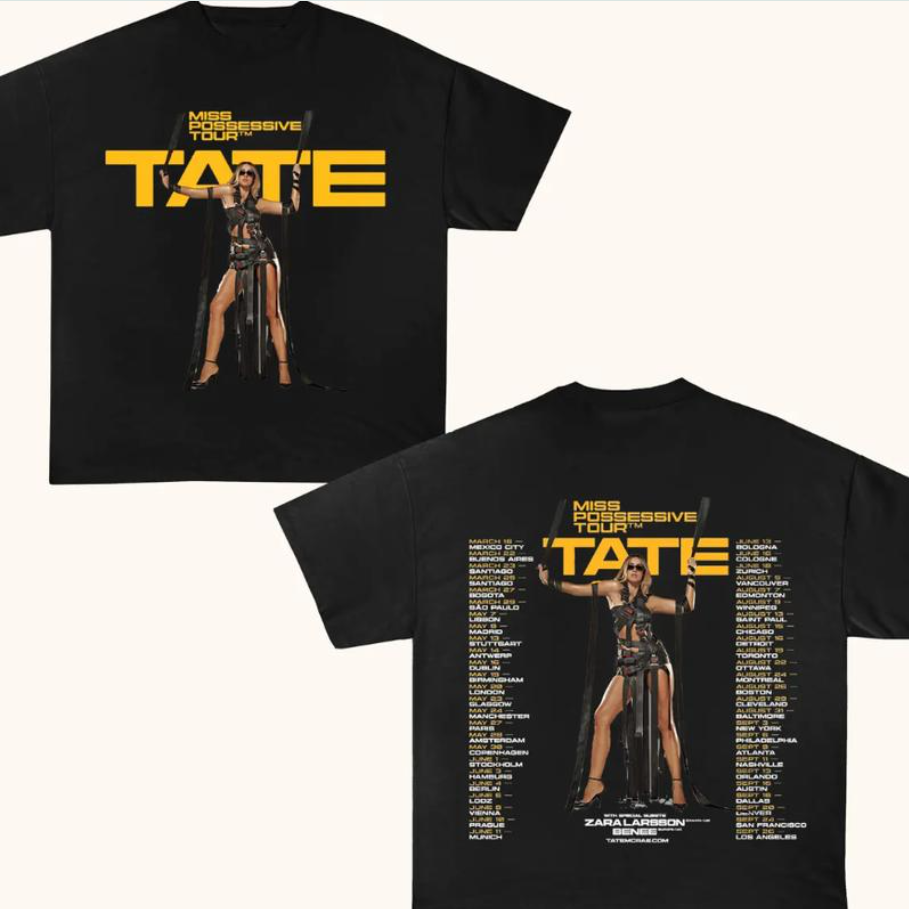 MISS
POSSESSIVE
TOUR™
TATE
MISS
POSSESSIVE
TOUR™
TATE
MARCH 16 —
MEXICO CITY
MARCH 22 —
BUENOS AIRES
MARCH 23 —
SANTIAGO
MARCH 25 —
SANTIAGO
MARCH 27 —
BOGOTA
MARCH 29 —
SÃO PAULO
MAY 7 —
LISBON
MAY 9 —
MADRID
MAY 13 —
STUTTGART
MAY 14 —
ANTWERP
MAY 16 —
DUBLIN
MAY 19 —
BIRMINGHAM
MAY 20 —
LONDON
MAY 23 —
GLASGOW
MAY 24 —
MANCHESTER
MAY 27 —
PARIS
MAY 28 —
AMSTERDAM
MAY 30 —
COPENHAGEN
JUNE 1 —
STOCKHOLM
JUNE 3 —
HAMBURG
JUNE 4 —
BERLIN
JUNE 6 —
LODZ
JUNE 8 —
VIENNA
JUNE 10 —
PRAGUE
JUNE 11 —
MUNICH
JUNE 13 —
BOLOGNA
JUNE 16 —
COLOGNE
JUNE 18 —
ZURICH
AUGUST 5 —
VANCOUVER
AUGUST 7 —
EDMONTON
AUGUST 9 —
WINNIPEG
AUGUST 13 —
SAINT PAUL
AUGUST 15 —
CHICAGO
AUGUST 16 —
DETROIT
AUGUST 19 —
TORONTO
AUGUST 22 —
OTTAWA
AUGUST 24 —
MONTREAL
AUGUST 26 —
BOSTON
AUGUST 29 —
CLEVELAND
AUGUST 31 —
BALTIMORE
SEPT 3 —
NEW YORK
SEPT 6 —
PHILADELPHIA
SEPT 9 —
ATLANTA
SEPT 11 —
NASHVILLE
SEPT 13 —
ORLANDO
SEPT 16 —
AUSTIN
SEPT 18 —
DALLAS
SEPT 20 —
DENVER
SEPT 24 —
SAN FRANCISCO
SEPT 26 —
LOS ANGELES
WITH SPECIAL GUESTS
ZARA LARSSON
BENEE
TATEMCRAE.COM